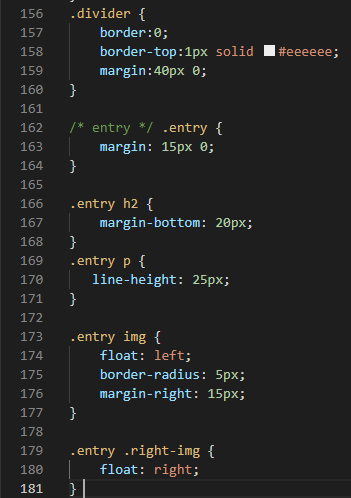 156 .divider {
157 border:0;
158 border-top:1px solid #eeeeee;
159 margin:40px 0;
160 }
161
162 /* entry */ .entry {
163 margin: 15px 0;
164 }
165
166 .entry h2 {
167 margin-bottom: 20px;
168 }
169 .entry p {
170 line-height: 25px;
171 }
172
173 .entry img {
174 float: left;
175 border-radius: 5px;
176 margin-right: 15px;
177 }
178
179 .entry .right-img {
180 float: right;
181 }